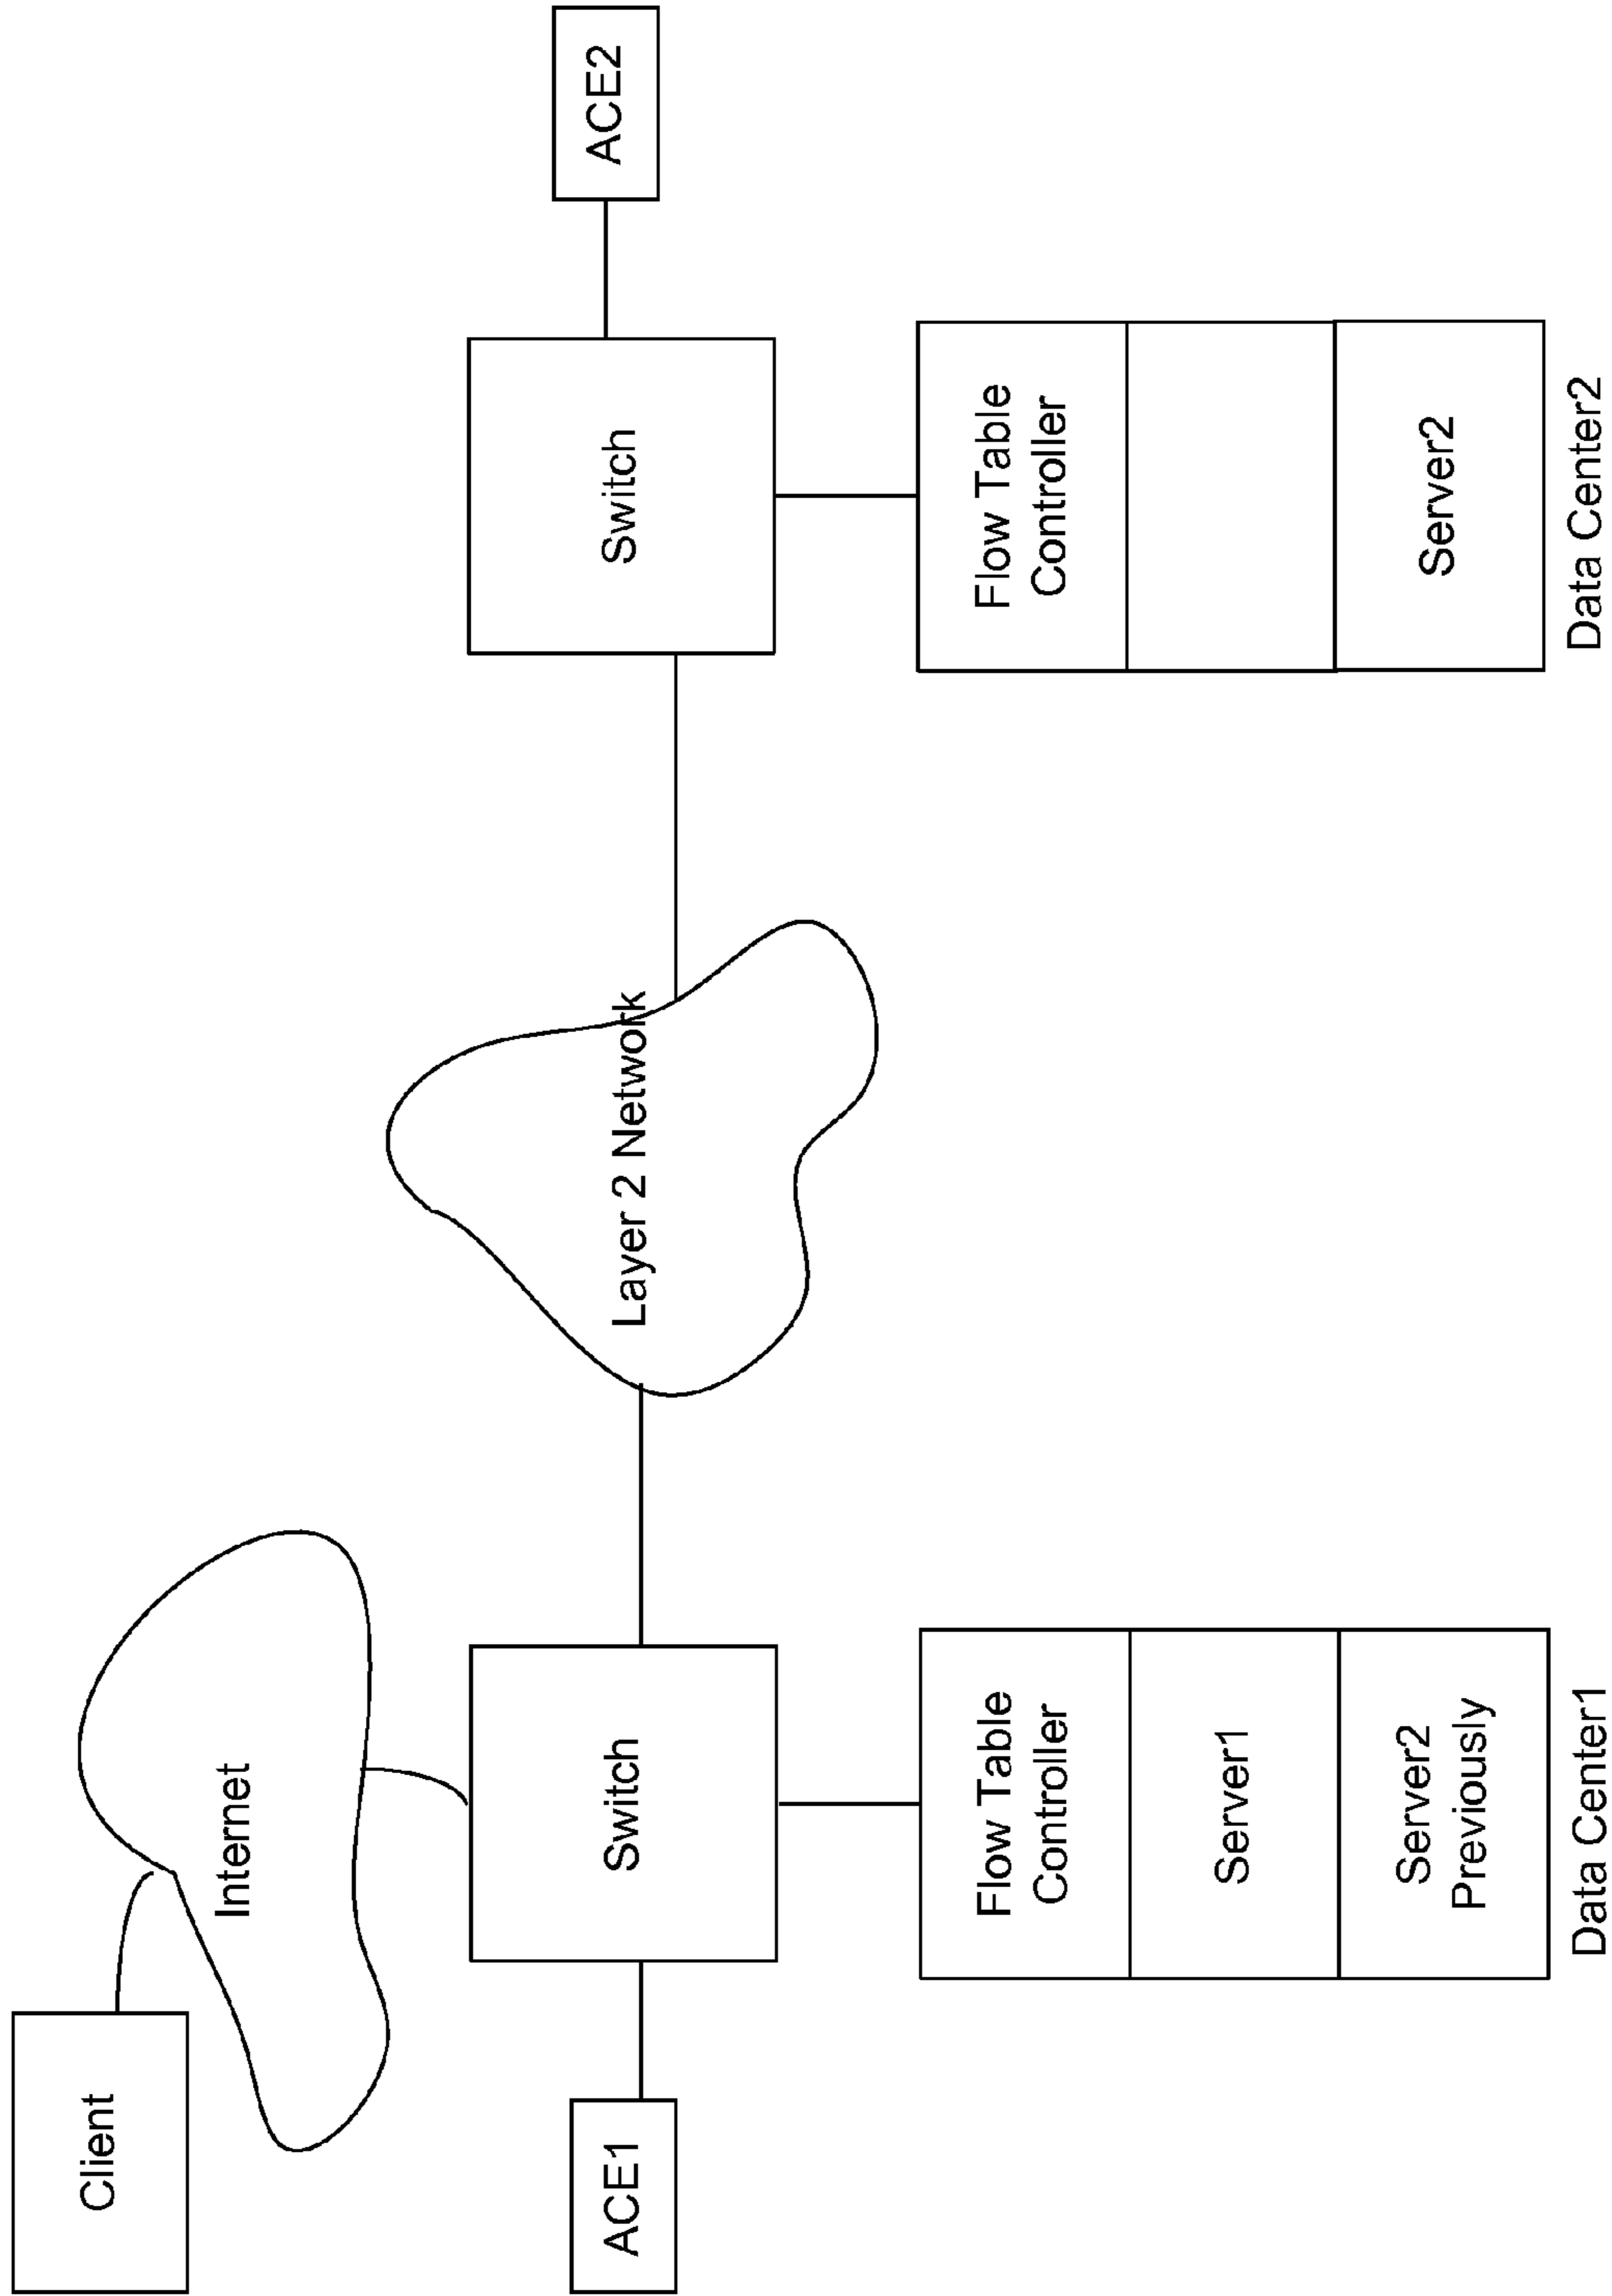 Client
Internet
ACE1
Switch
Layer 2 Network
Switch
ACE2
Flow Table
Controller
Server1
Server2
Previously
Data Center1
Flow Table
Controller
Server2
Data Center2